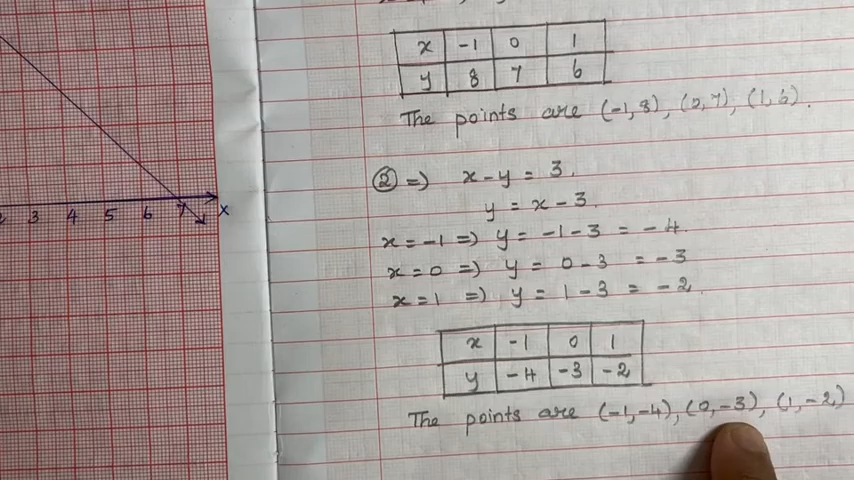 x -1 0 1
y 8 7 6
The points are (-1,8), (0,7), (1,6).
② => x-y = 3.
y = x-3.
x=-1 => y = -1-3 = -4.
x=0 => y = 0-3 = -3
x=1 => y = 1-3 = -2.
x -1 0 1
y -4 -3 -2
The points are (-1,-4), (0,-3), (1,-2)
3 4 5 6 7 X